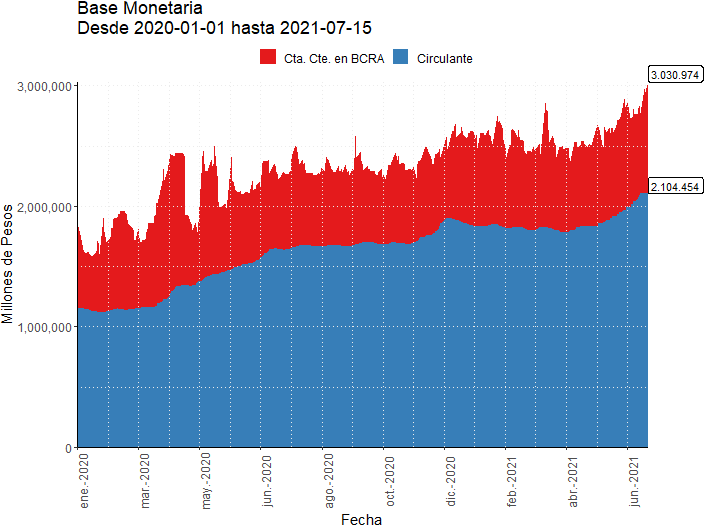 Base Monetaria
Desde 2020-01-01 hasta 2021-07-15
Cta. Cte. en BCRA Circulante
3.030.974
3,000,000
2.104.454
2,000,000
1,000,000
0
Millones de Pesos
ene.-2020 mar.-2020 may.-2020 jun.-2020 ago.-2020 oct.-2020 dic.-2020 feb.-2021 abr.-2021 jun.-2021
Fecha